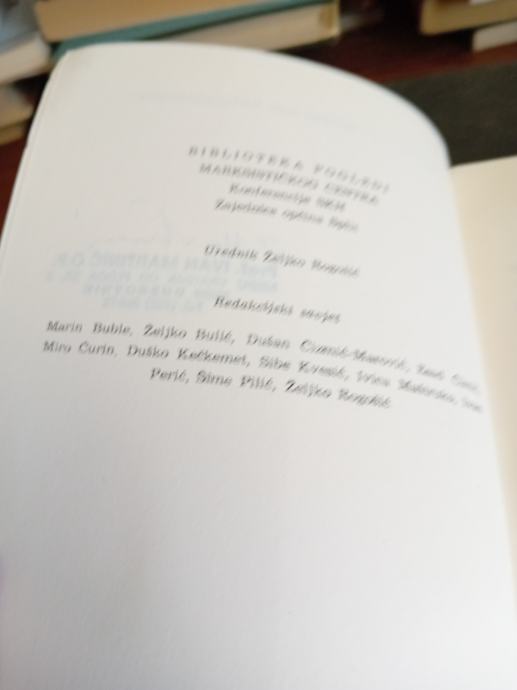 BIBLIOTEKA POGLEDI
MARKSISTIČKOG CENTRA
Konferencije SKH
Zajednice općina Split
Urednik Željko Rogošić
Redakcijski savjet
Marin Buble, Željko Bulić, Dušan
Miro Ćurin, Duško Kečkemet, Sibe Kvesić, Ivica
Perić, Šime Pilić, Željko Rogošić